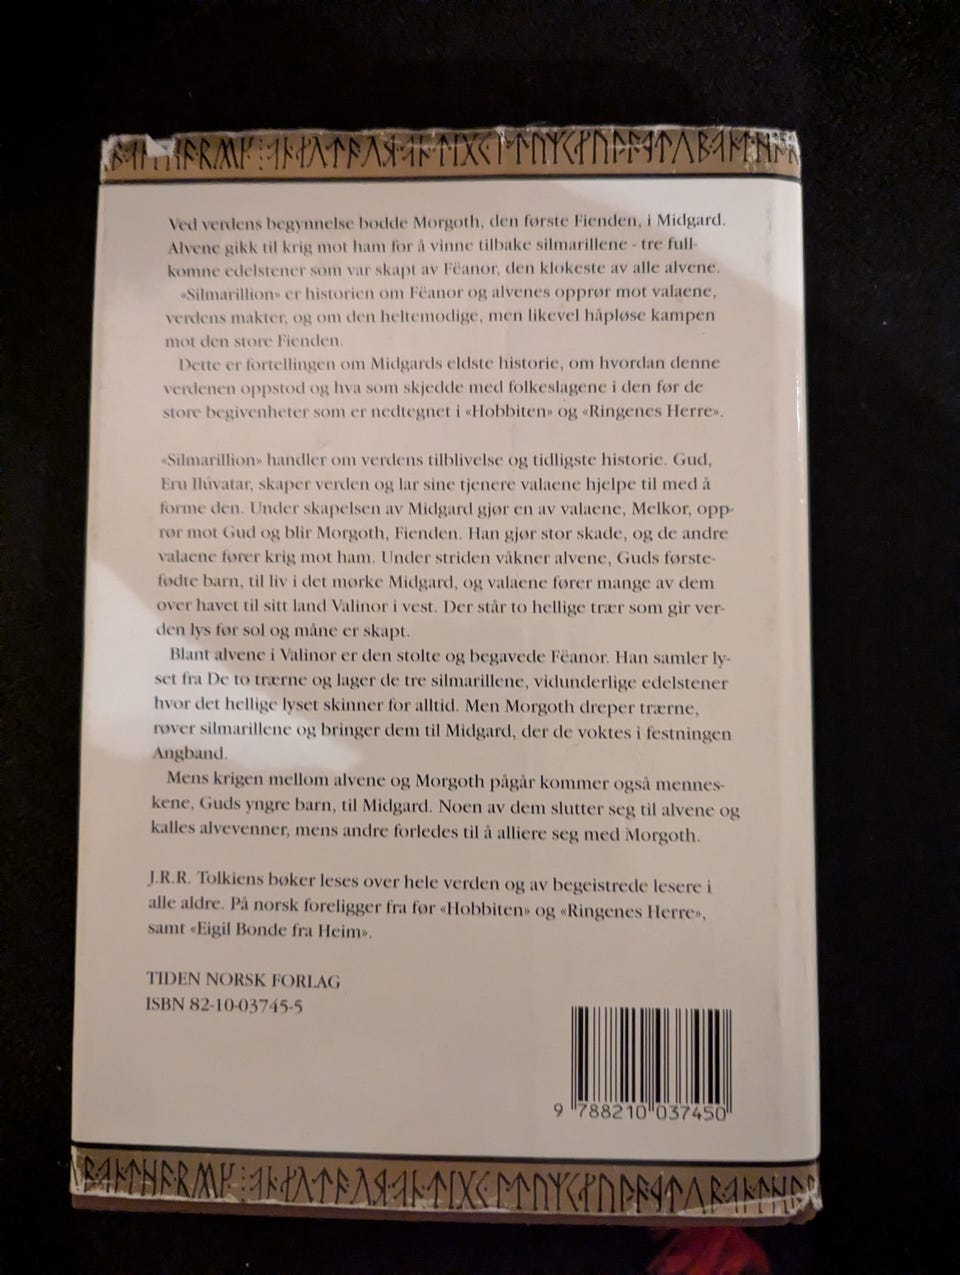 Ved verdens begynnelse bodde Morgoth, den første Fienden, i Midgard.
Alvene gikk til krig mot ham for å vinne tilbake silmarillene - tre full-
komne edelstener som var skapt av Fëanor, den klokeste av alle alvene.
«Silmarillion» er historien om Fëanor og alvenes opprør mot valaene,
verdens makter, og om den heltemodige, men likevel håpløse kampen
mot den store Fienden.
Dette er fortellingen om Midgards eldste historie, om hvordan denne
verdenen oppstod og hva som skjedde med folkeslagene i den før de
store begivenheter som er nedtegnet i «Hobbiten» og «Ringenes Herre».
«Silmarillion» handler om verdens tilblivelse og tidligste historie. Gud,
Eru Ilúvatar, skaper verden og lar sine tjenere valaene hjelpe til med å
forme den. Under skapelsen av Midgard gjør en av valaene, Melkor, opp-
rør mot Gud og blir Morgoth, Fienden. Han gjør stor skade, og de andre
valaene fører krig mot ham. Under striden våkner alvene, Guds første-
fødte barn, til liv i det mørke Midgard, og valaene fører mange av dem
over havet til sitt land Valinor i vest. Der står to hellige trær som gir ver-
den lys før sol og måne er skapt.
Blant alvene i Valinor er den stolte og begavede Fëanor. Han samler ly-
set fra De to trærne og lager de tre silmarillene, vidunderlige edelstener
hvor det hellige lyset skinner for alltid. Men Morgoth dreper trærne,
røver silmarillene og bringer dem til Midgard, der de voktes i festningen
Angband.
Mens krigen mellom alvene og Morgoth pågår kommer også mennes-
kene, Guds yngre barn, til Midgard. Noen av dem slutter seg til alvene og
kalles alvevenner, mens andre forledes til å alliere seg med Morgoth.
J.R.R. Tolkiens bøker leses over hele verden og av begeistrede lesere i
alle aldre. På norsk foreligger fra før «Hobbiten» og «Ringenes Herre»,
samt «Eigil Bonde fra Heim».
TIDEN NORSK FORLAG
ISBN 82-10-03745-5
9 788210 037450